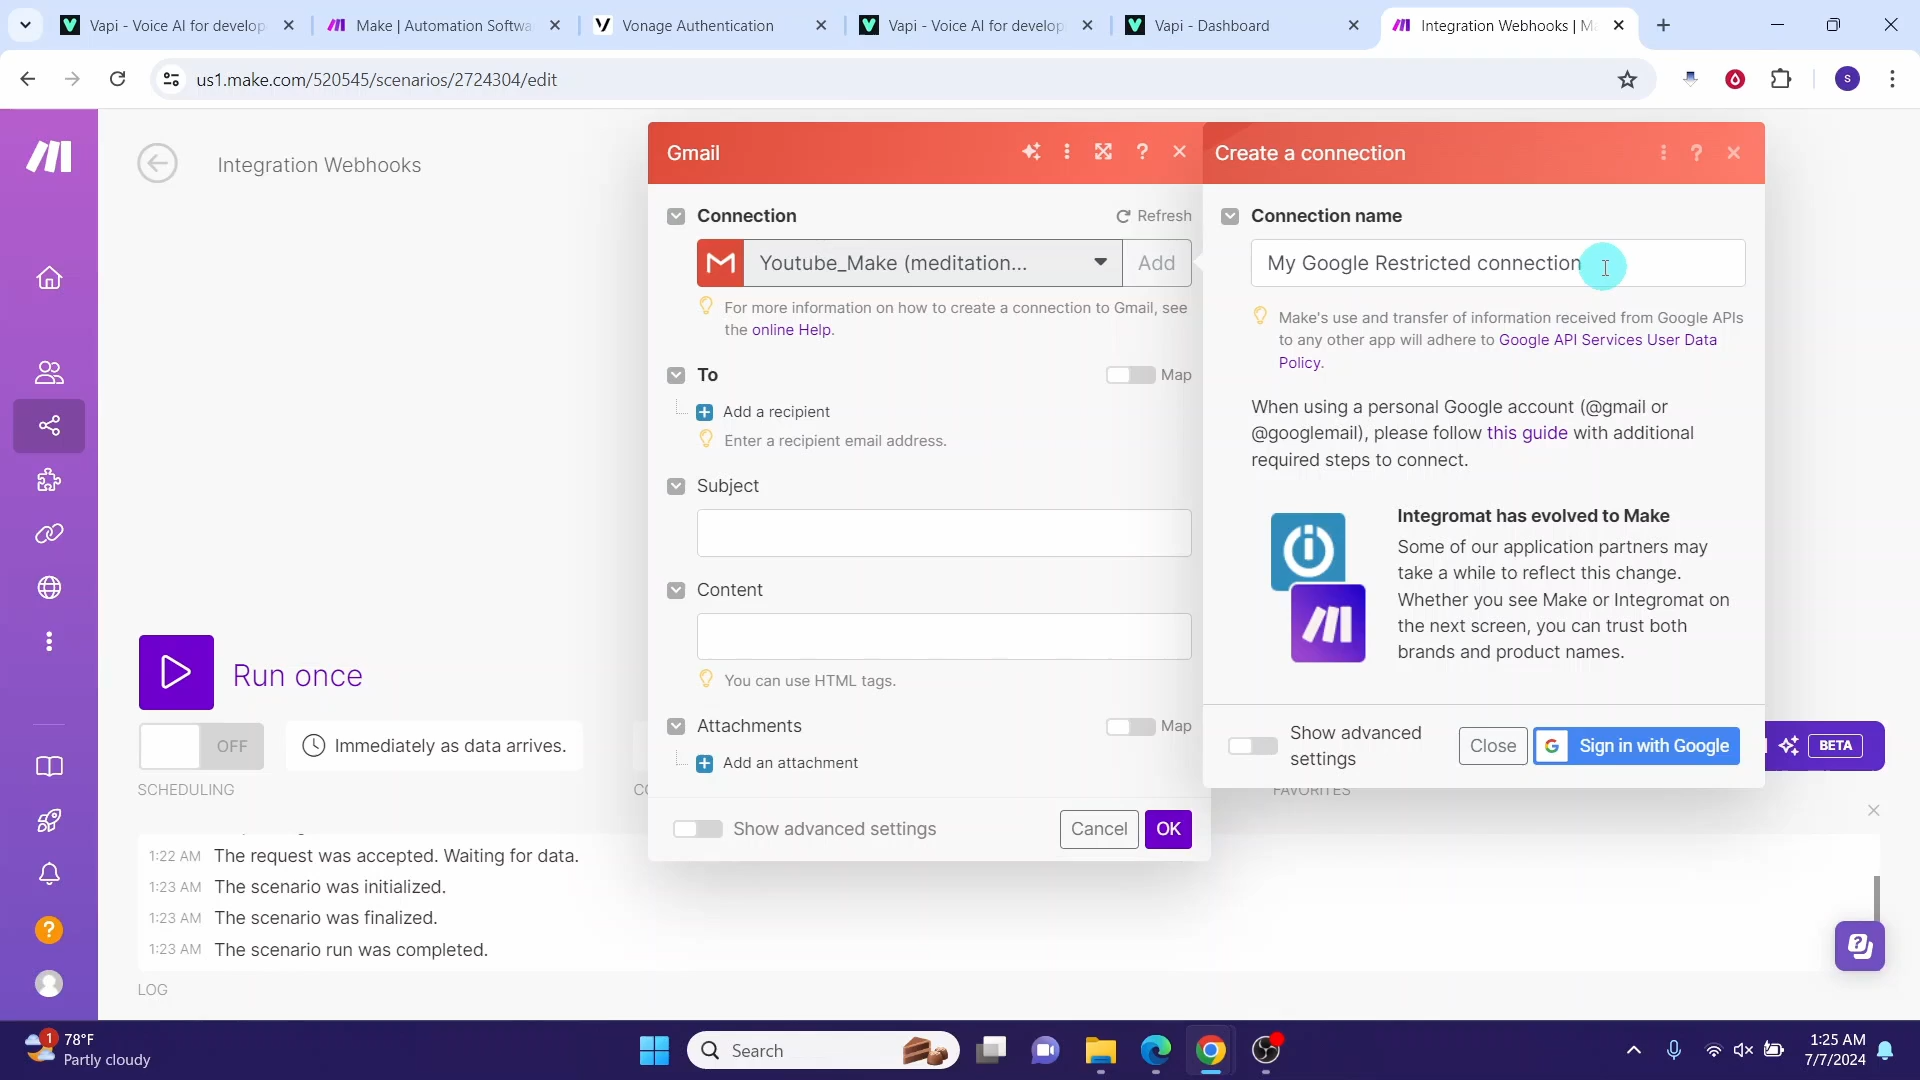 Vapi - Voice AI for develop
Make | Automation Softwa
Vonage Authentication
Vapi - Voice AI for develop
Vapi - Dashboard
Integration Webhooks | M
us1.make.com/520545/scenarios/2724304/edit
S
Integration Webhooks
Gmail
Connection
Refresh
Youtube_Make (meditation...
Add
For more information on how to create a connection to Gmail, see
the online Help.
To
Map
Add a recipient
Enter a recipient email address.
Subject
Content
You can use HTML tags.
Attachments
Map
Add an attachment
Show advanced settings
Cancel
OK
Create a connection
Connection name
My Google Restricted connection
Make's use and transfer of information received from Google APIs
to any other app will adhere to Google API Services User Data
Policy.
When using a personal Google account (@gmail or
@googlemail), please follow this guide with additional
required steps to connect.
Integromat has evolved to Make
Some of our application partners may
take a while to reflect this change.
Whether you see Make or Integromat on
the next screen, you can trust both
brands and product names.
Show advanced
settings
Close
Sign in with Google
BETA
Run once
OFF
Immediately as data arrives.
SCHEDULING
FAVORITES
1:22 AM The request was accepted. Waiting for data.
1:23 AM The scenario was initialized.
1:23 AM The scenario was finalized.
1:23 AM The scenario run was completed.
LOG
1
78°F
Partly cloudy
Search
1:25 AM
7/7/2024